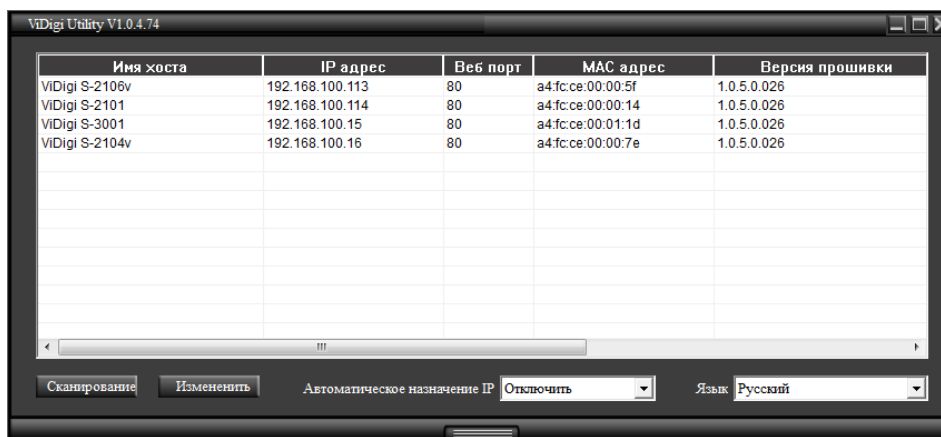 ViDigi Utility V1.0.4.74
Имя хоста IP адрес Веб порт MAC адрес Версия прошивки
ViDigi S-2106v 192.168.100.113 80 a4:fc:ce:00:00:5f 1.0.5.0.026
ViDigi S-2101 192.168.100.114 80 a4:fc:ce:00:00:14 1.0.5.0.026
ViDigi S-3001 192.168.100.15 80 a4:fc:ce:00:01:1d 1.0.5.0.026
ViDigi S-2104v 192.168.100.16 80 a4:fc:ce:00:00:7e 1.0.5.0.026
Сканирование Измененить Автоматическое назначение IP Отключить Язык Русский